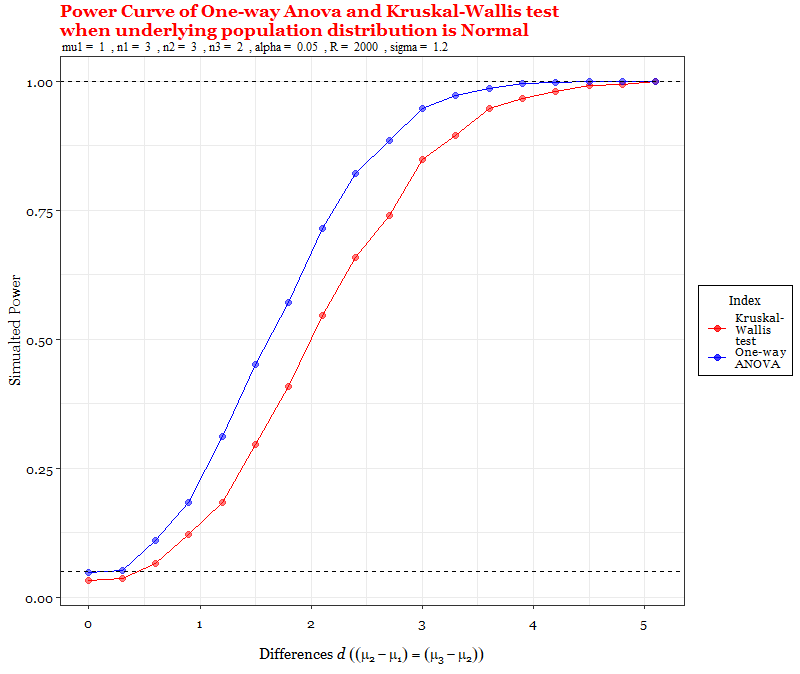 Power Curve of One-way Anova and Kruskal-Wallis test
when underlying population distribution is Normal
mu1 = 1 , n1 = 3 , n2 = 3 , n3 = 2 , alpha = 0.05 , R = 2000 , sigma = 1.2
1.00
0.75
0.50
0.25
0.00
Simualted Power
0 1 2 3 4 5
Differences d ((μ₂ − μ₁) = (μ₃ − μ₂))
Index
Kruskal-
Wallis
test
One-way
ANOVA